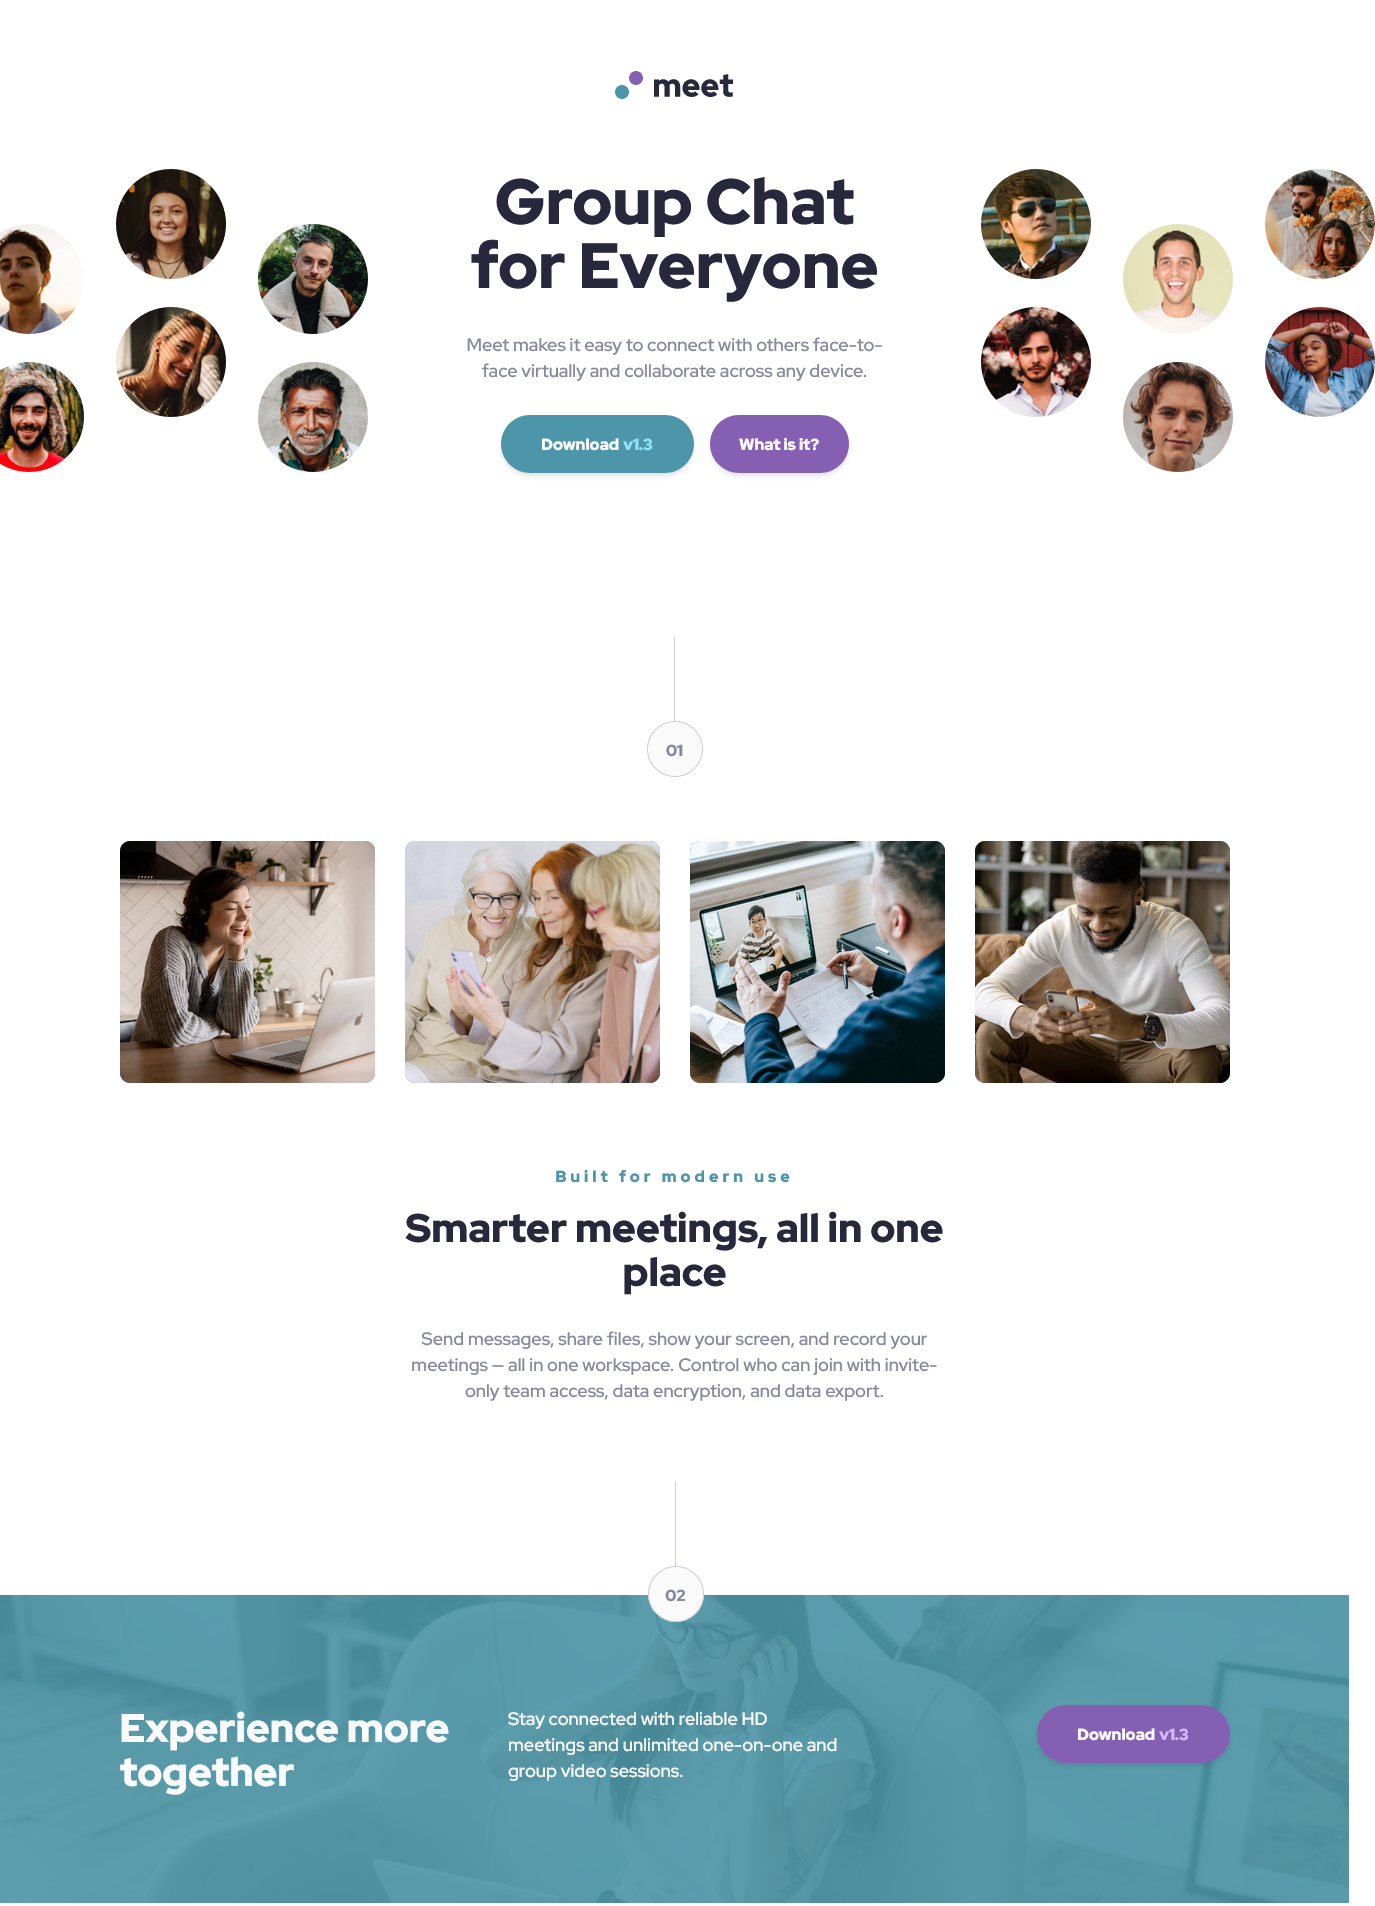 meet
Group Chat
for Everyone
Meet makes it easy to connect with others face-to-
face virtually and collaborate across any device.
Download v1.3
What is it?
01
Built for modern use
Smarter meetings, all in one
place
Send messages, share files, show your screen, and record your
meetings — all in one workspace. Control who can join with invite-
only team access, data encryption, and data export.
02
Experience more
together
Stay connected with reliable HD
meetings and unlimited one-on-one and
group video sessions.
Download v1.3